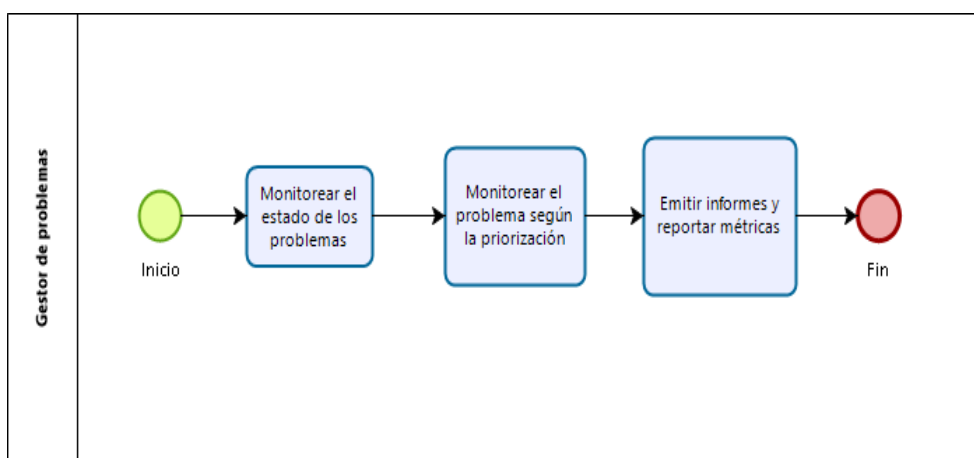 Gestor de problemas
Inicio
Monitorear el
estado de los
problemas
Monitorear el
problema según
la priorización
Emitir informes y
reportar métricas
Fin